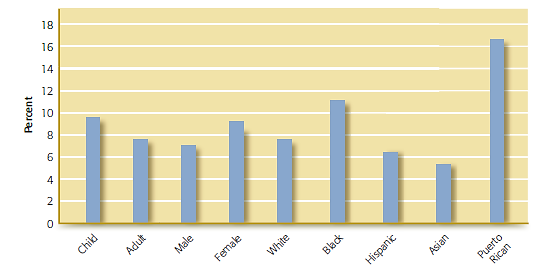 Percent
18
16
14
12
10
8
6
4
2
0
Child
Adult
Male
Female
White
Black
Hispanic
Asian
Puerto
Rican